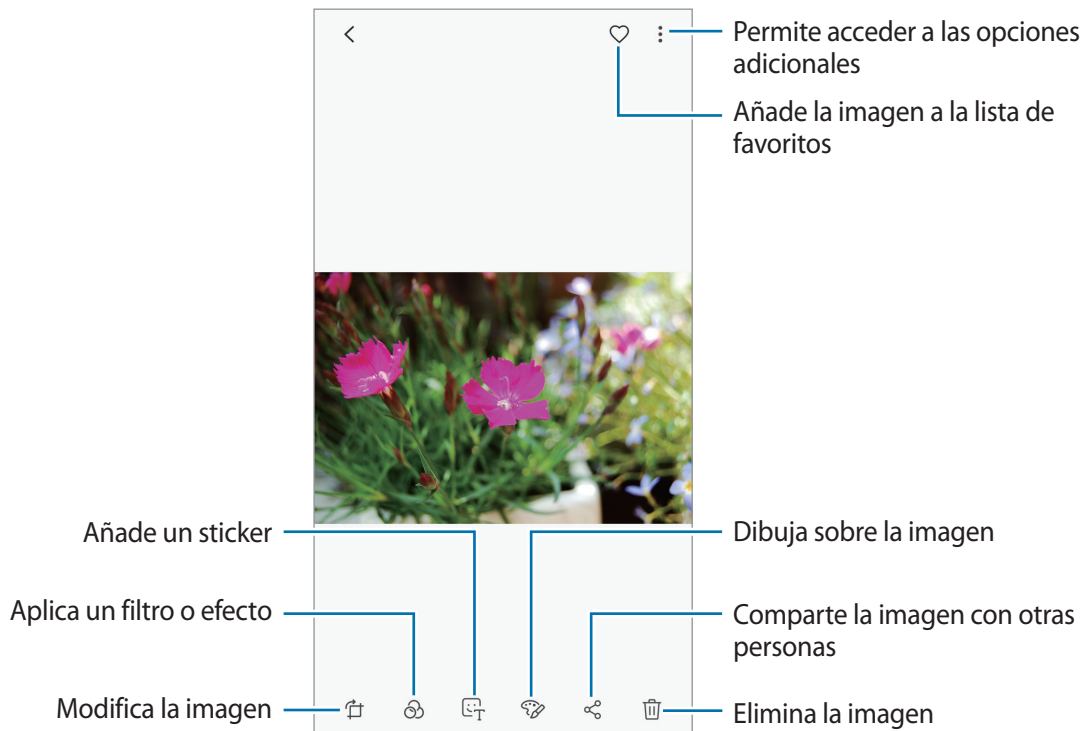 Permite acceder a las opciones
adicionales
Añade la imagen a la lista de
favoritos
Añade un sticker
Dibuja sobre la imagen
Aplica un filtro o efecto
Comparte la imagen con otras
personas
Modifica la imagen
Elimina la imagen